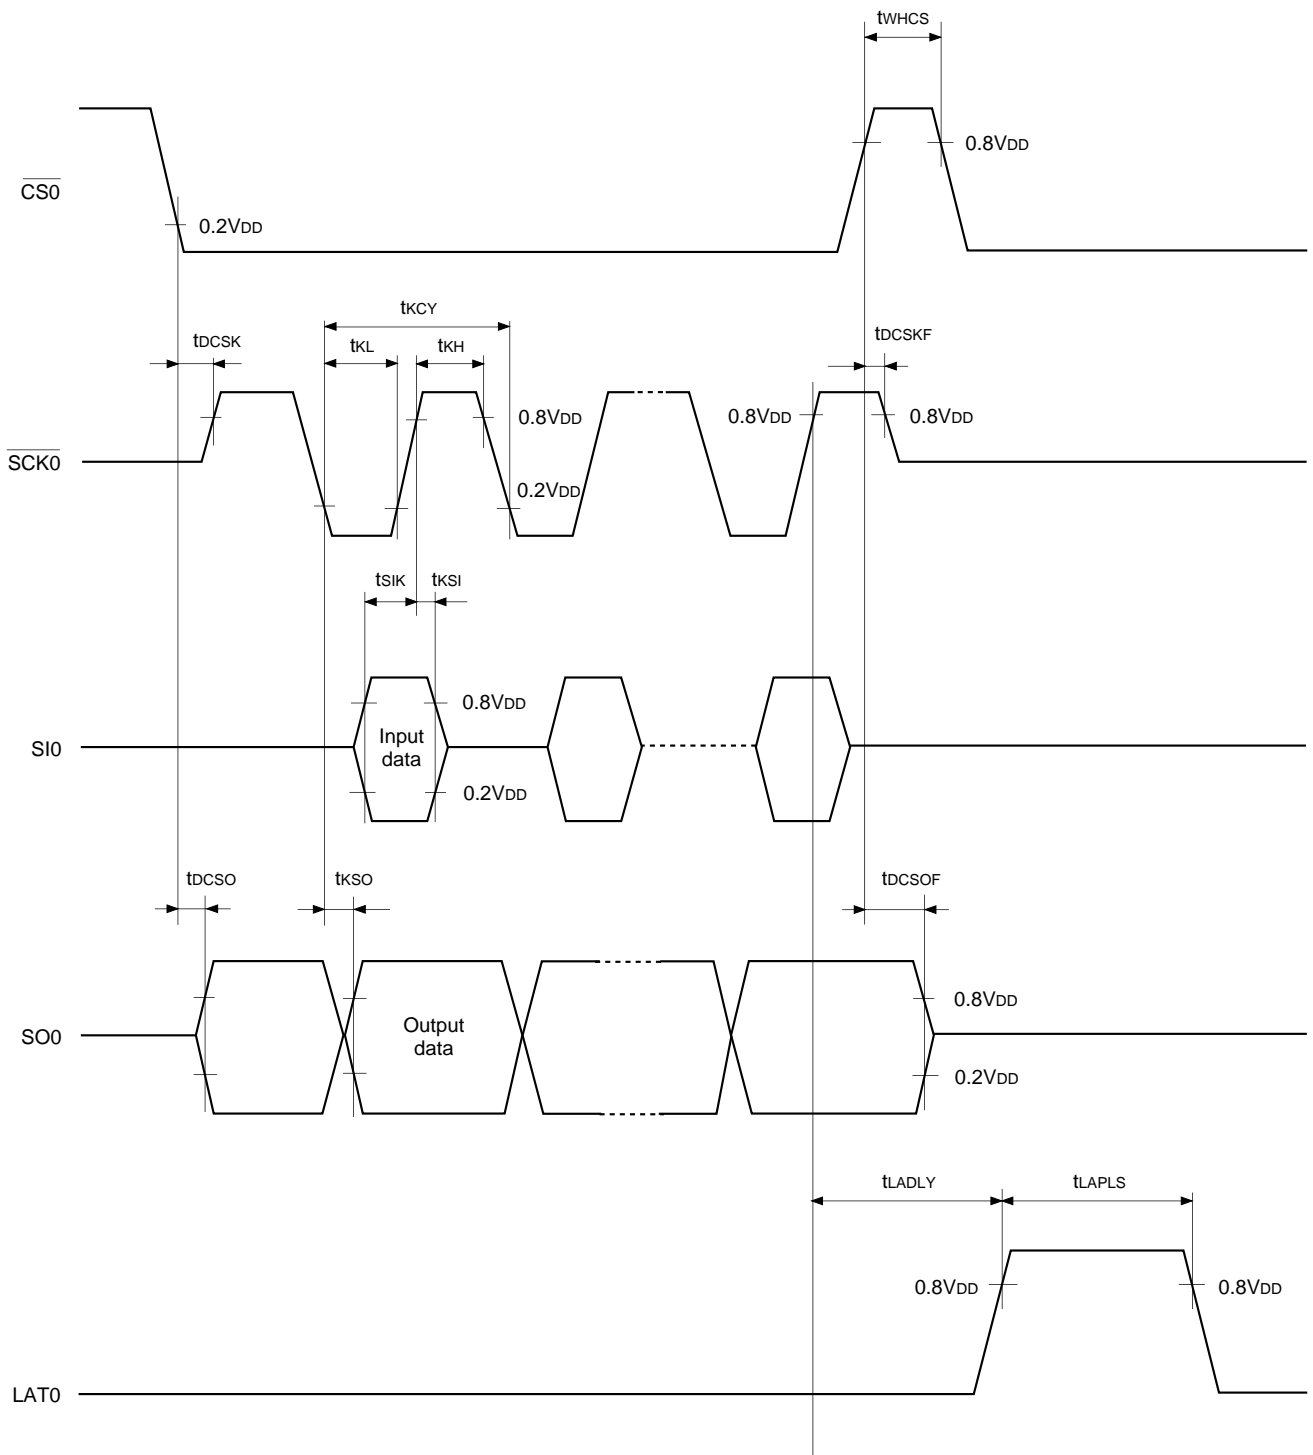 tWHCS
0.8VDD
CS0
0.2VDD
tKCY
tDCSK
tKL
tKH
tDCSKF
0.8VDD
0.8VDD
0.8VDD
SCK0
0.2VDD
tSIK
tKSI
0.8VDD
Input
data
SI0
0.2VDD
tDCSO
tKSO
tDCSOF
0.8VDD
Output
data
SO0
0.2VDD
tLADLY
tLAPLS
0.8VDD
0.8VDD
LAT0